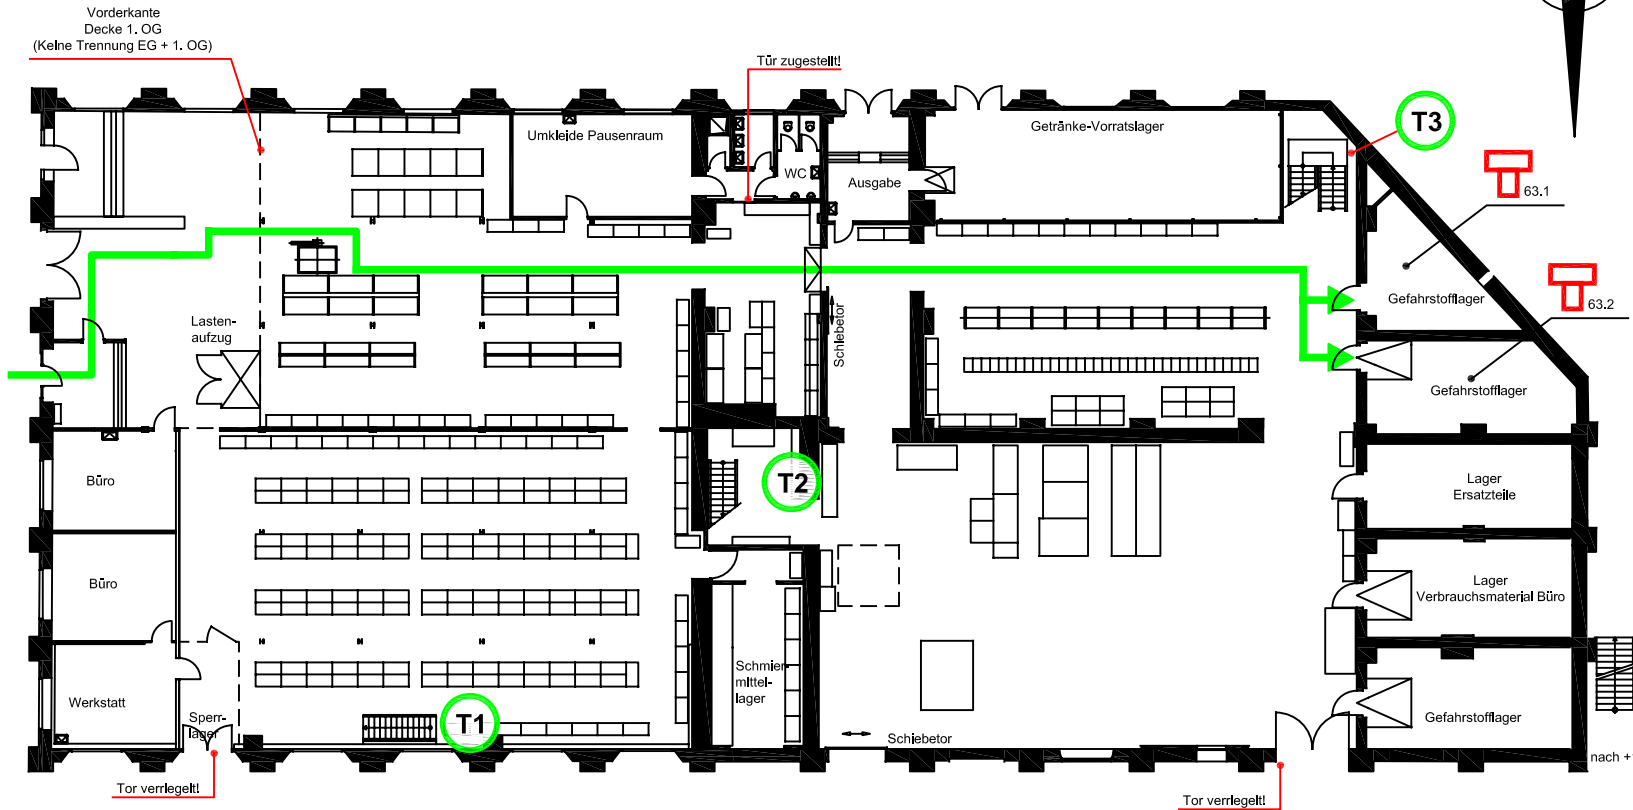 Vorderkante
Decke 1. OG
(Keine Trennung EG + 1. OG)
Tür zugestellt!
T3
Umkleide Pausenraum
Getränke-Vorratslager
WC
Ausgabe
63.1
63.2
Gefahrstofflager
Lasten-
aufzug
Schiebetor
Gefahrstofflager
Büro
T2
Lager
Ersatzteile
Büro
Lager
Verbrauchsmaterial Büro
Schmier-
mittel-
lager
Werkstatt
Sperr-
lager
T1
Gefahrstofflager
Schiebetor
nach +
Tor verriegelt!
Tor verriegelt!